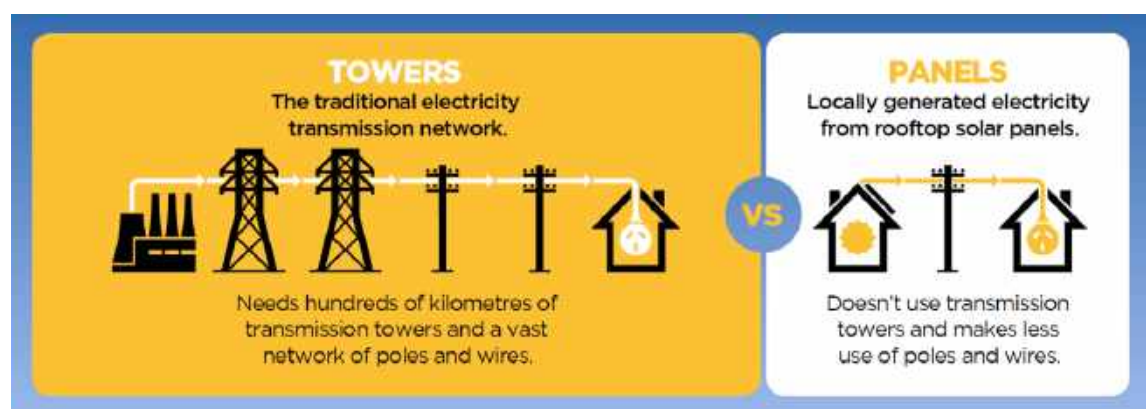 TOWERS
The traditional electricity
transmission network.
Needs hundreds of kilometres of
transmission towers and a vast
network of poles and wires.
VS
PANELS
Locally generated electricity
from rooftop solar panels.
Doesn't use transmission
towers and makes less
use of poles and wires.